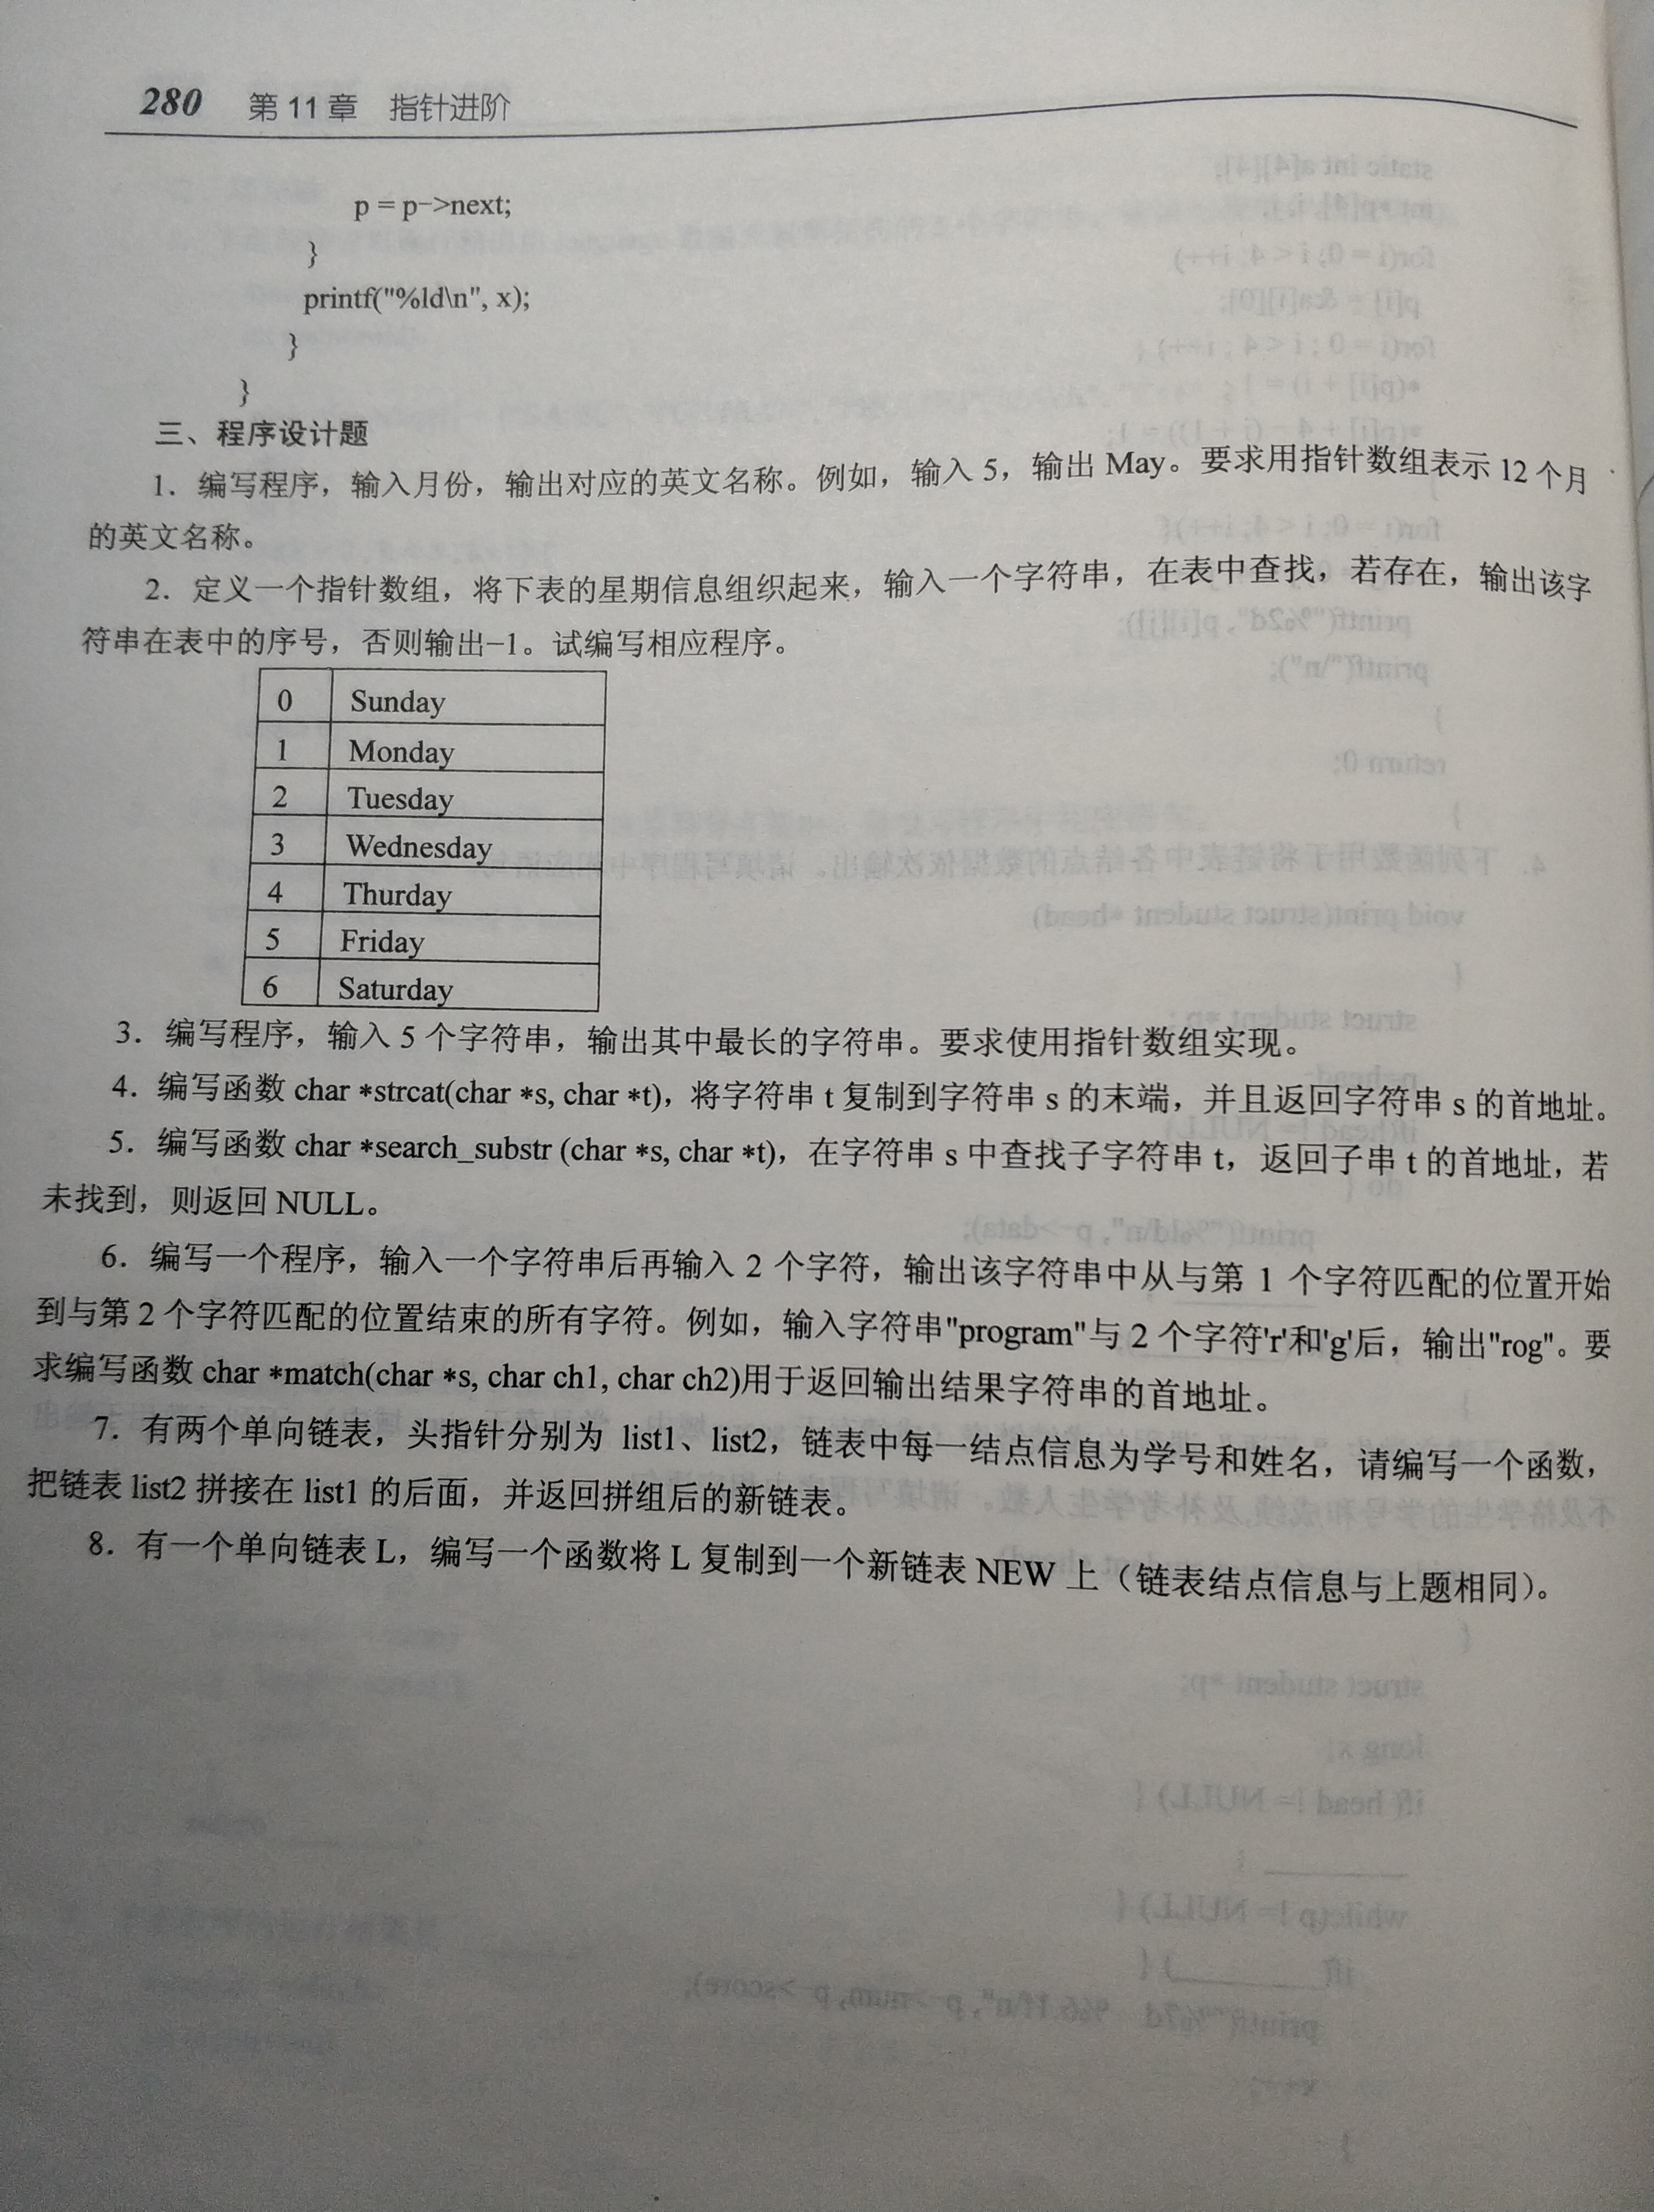 280 第 11 章 指针进阶
p = p->next;
}
printf("%ld\n", x);
}
}
三、程序设计题
1. 编写程序，输入月份，输出对应的英文名称。例如，输入 5，输出 May。要求用指针数组表示 12 个月
的英文名称。
2. 定义一个指针数组，将下表的星期信息组织起来，输入一个字符串，在表中查找，若存在，输出该字
符串在表中的序号，否则输出–1。试编写相应程序。
0 Sunday
1 Monday
2 Tuesday
3 Wednesday
4 Thurday
5 Friday
6 Saturday
3. 编写程序，输入 5 个字符串，输出其中最长的字符串。要求使用指针数组实现。
4. 编写函数 char *strcat(char *s, char *t)，将字符串 t 复制到字符串 s 的末端，并且返回字符串 s 的首地址。
5. 编写函数 char *search_substr (char *s, char *t)，在字符串 s 中查找子字符串 t，返回子串 t 的首地址，若
未找到，则返回 NULL。
6. 编写一个程序，输入一个字符串后再输入 2 个字符，输出该字符串中从与第 1 个字符匹配的位置开始
到与第 2 个字符匹配的位置结束的所有字符。例如，输入字符串"program"与 2 个字符'r'和'g'后，输出"rog"。要
求编写函数 char *match(char *s, char ch1, char ch2)用于返回输出结果字符串的首地址。
7. 有两个单向链表，头指针分别为 list1、list2，链表中每一结点信息为学号和姓名，请编写一个函数，
把链表 list2 拼接在 list1 的后面，并返回拼组后的新链表。
8. 有一个单向链表 L，编写一个函数将 L 复制到一个新链表 NEW 上（链表结点信息与上题相同）。